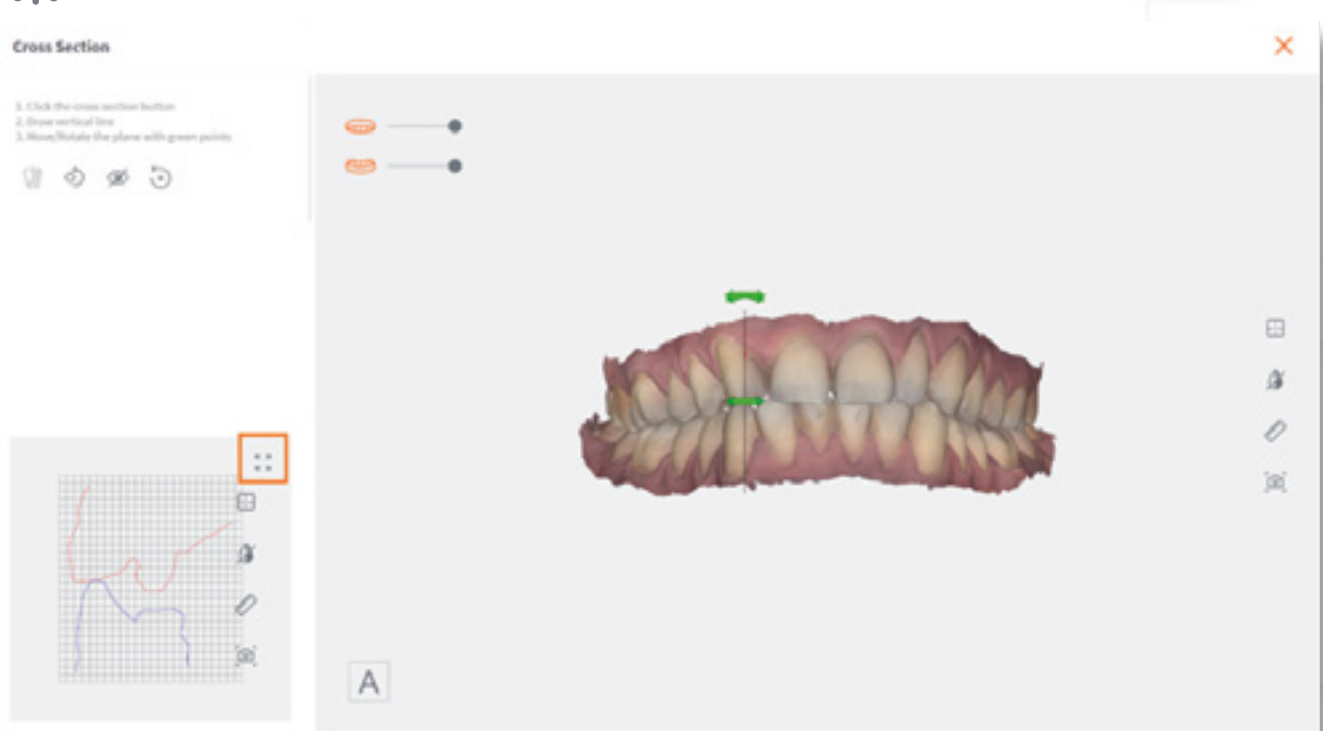 Cross Section
1. Click the cross section button
2. Draw vertical line
3. Move/Rotate the plane with green points
A